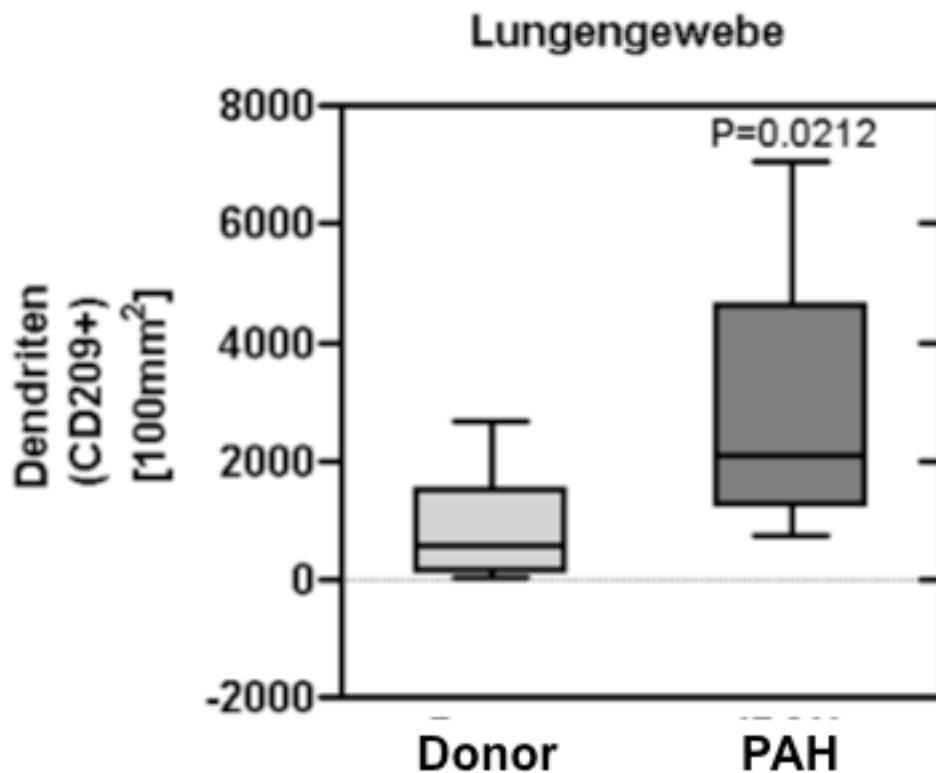 Lungengewebe
8000
P=0.0212
6000
4000
2000
0
-2000
Dendriten
(CD209+)
[100mm²]
Donor
PAH